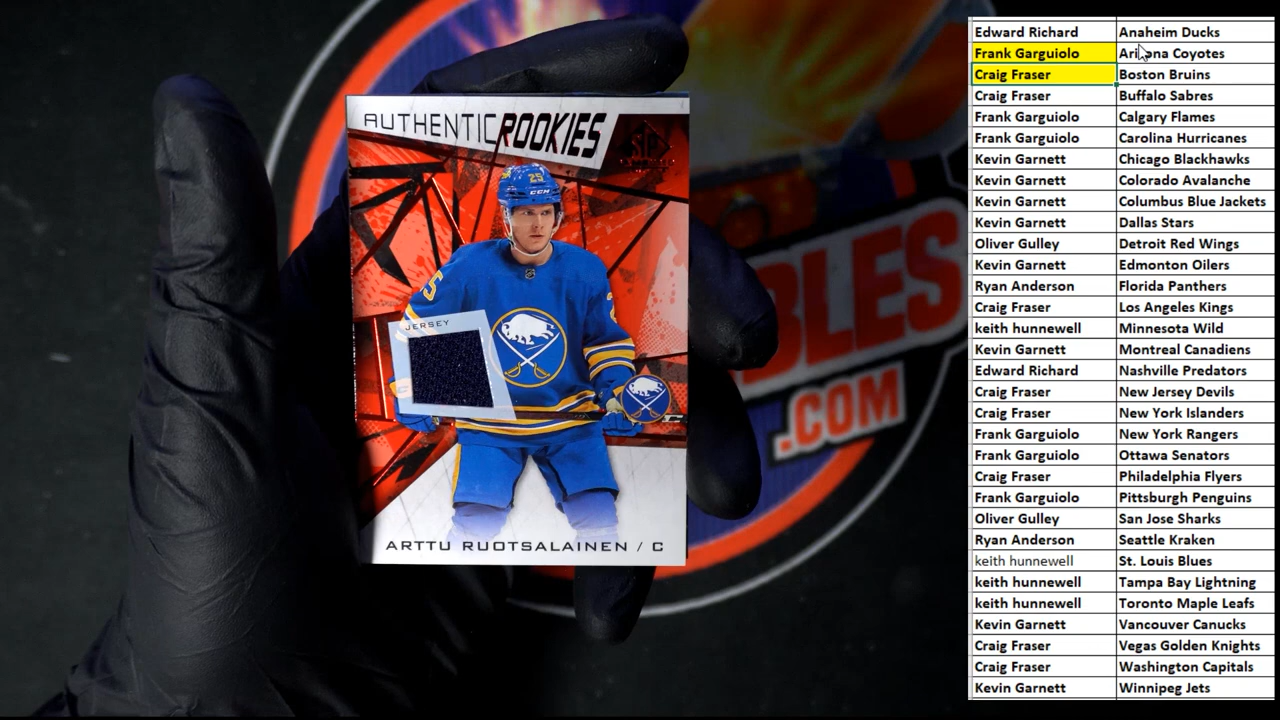 AUTHENTIC ROOKIES
25
CCM
25
JERSEY
ARTTU RUOTSALAINEN / C
BLES
.COM
Edward Richard Anaheim Ducks
Frank Garguiolo Arizona Coyotes
Craig Fraser Boston Bruins
Craig Fraser Buffalo Sabres
Frank Garguiolo Calgary Flames
Frank Garguiolo Carolina Hurricanes
Kevin Garnett Chicago Blackhawks
Kevin Garnett Colorado Avalanche
Kevin Garnett Columbus Blue Jackets
Kevin Garnett Dallas Stars
Oliver Gulley Detroit Red Wings
Kevin Garnett Edmonton Oilers
Ryan Anderson Florida Panthers
Craig Fraser Los Angeles Kings
keith hunnewell Minnesota Wild
Kevin Garnett Montreal Canadiens
Edward Richard Nashville Predators
Craig Fraser New Jersey Devils
Craig Fraser New York Islanders
Frank Garguiolo New York Rangers
Frank Garguiolo Ottawa Senators
Craig Fraser Philadelphia Flyers
Frank Garguiolo Pittsburgh Penguins
Oliver Gulley San Jose Sharks
Ryan Anderson Seattle Kraken
keith hunnewell St. Louis Blues
keith hunnewell Tampa Bay Lightning
keith hunnewell Toronto Maple Leafs
Kevin Garnett Vancouver Canucks
Craig Fraser Vegas Golden Knights
Craig Fraser Washington Capitals
Kevin Garnett Winnipeg Jets